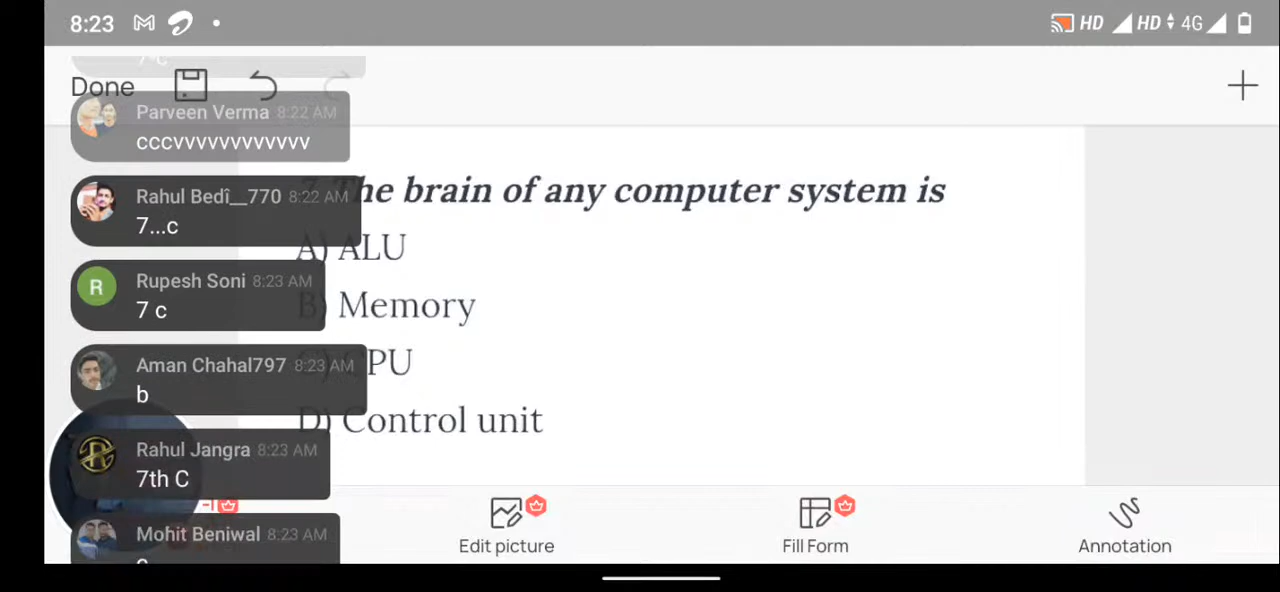 8:23 HD HD 4G
Done
Parveen Verma 8:22 AM
cccvvvvvvvvvvvv
Rahul Bedî__770 8:22 AM
7...c
Rupesh Soni 8:23 AM
7 c
Aman Chahal797 8:23 AM
b
Rahul Jangra 8:23 AM
7th C
Mohit Beniwal 8:23 AM
7. The brain of any computer system is
A) ALU
B) Memory
C) CPU
D) Control unit
Edit picture
Fill Form
Annotation